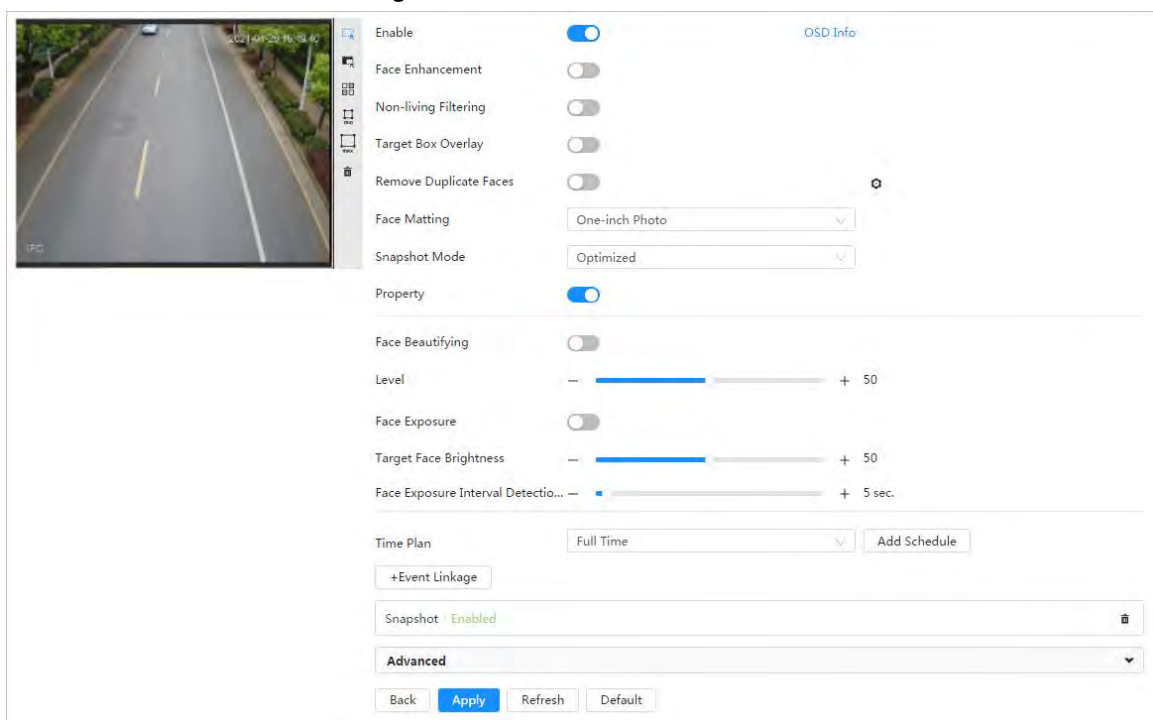 2021-04-29 16:49:40
IPC
min
max
Enable
OSD Info
Face Enhancement
Non-living Filtering
Target Box Overlay
Remove Duplicate Faces
Face Matting
One-inch Photo
Snapshot Mode
Optimized
Property
Face Beautifying
Level
50
Face Exposure
Target Face Brightness
50
Face Exposure Interval Detectio...
5 sec.
Time Plan
Full Time
Add Schedule
+Event Linkage
Snapshot Enabled
Advanced
Back
Apply
Refresh
Default